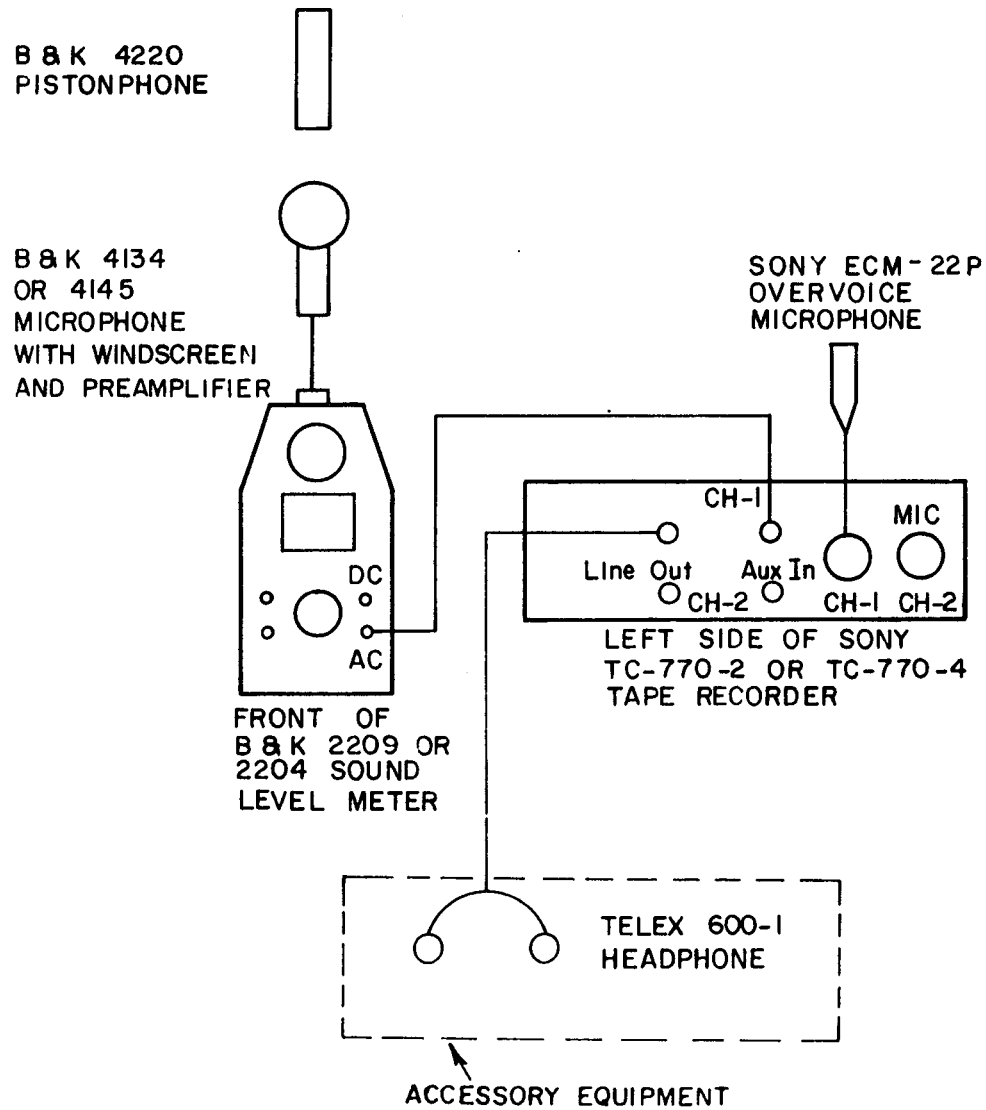 B & K 4220
PISTONPHONE
B & K 4134
OR 4145
MICROPHONE
WITH WINDSCREEN
AND PREAMPLIFIER
SONY ECM-22P
OVERVOICE
MICROPHONE
CH-1
MIC
Line Out
Aux In
CH-2
CH-1
CH-2
DC
AC
LEFT SIDE OF SONY
TC-770-2 OR TC-770-4
TAPE RECORDER
FRONT OF
B & K 2209 OR
2204 SOUND
LEVEL METER
TELEX 600-1
HEADPHONE
ACCESSORY EQUIPMENT